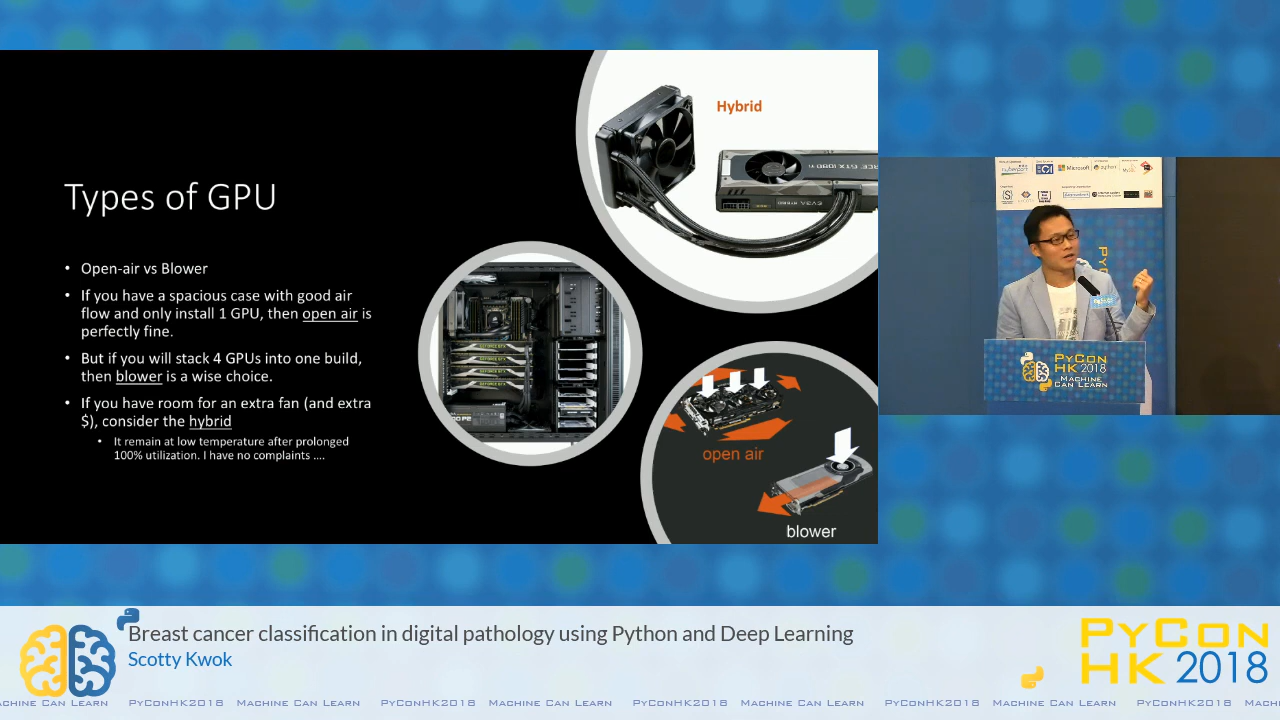 Types of GPU
• Open-air vs Blower
• If you have a spacious case with good air
flow and only install 1 GPU, then open air is
perfectly fine.
• But if you will stack 4 GPUs into one build,
then blower is a wise choice.
• If you have room for an extra fan (and extra
$), consider the hybrid
• It remain at low temperature after prolonged
100% utilization. I have no complaints ....
Hybrid
open air
blower
Microsoft
python
PYCON
HK 2018
MACHINE
CAN LEARN
Breast cancer classification in digital pathology using Python and Deep Learning
Scotty Kwok
PYCON
HK 2018
ACHINE CAN LEARN PYCONHK2018 MACHINE CAN LEARN PYCONHK2018 MACHINE CAN LEARN PYCONHK2018 MACHINE CAN LEARN PYCONHK2018 MACHINE CAN LEARN PYCONHK2018 MACH